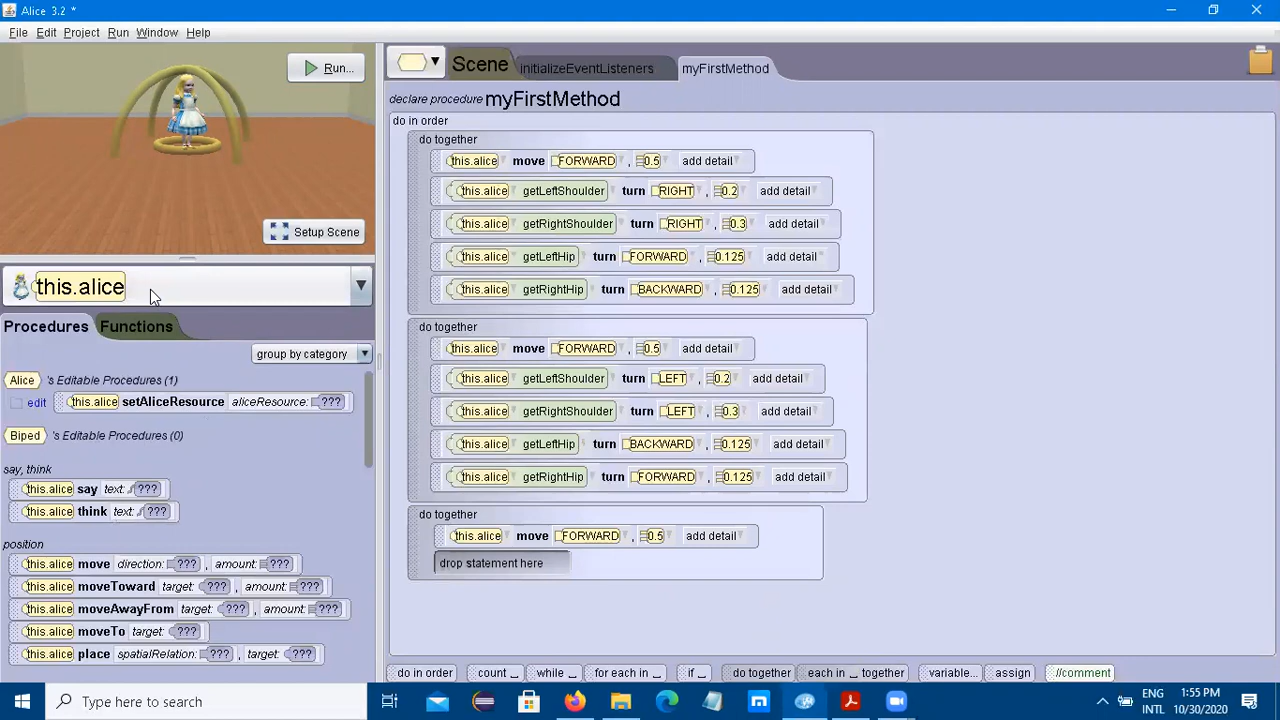 Alice 3.2 *
File Edit Project Run Window Help
Run...
Setup Scene
this.alice
Procedures Functions
group by category
Alice 's Editable Procedures (1)
edit this.alice setAliceResource aliceResource: ???
Biped 's Editable Procedures (0)
say, think
this.alice say text: ???
this.alice think text: ???
position
this.alice move direction: ??? , amount: ???
this.alice moveToward target: ??? , amount: ???
this.alice moveAwayFrom target: ??? , amount: ???
this.alice moveTo target: ???
this.alice place spatialRelation: ??? , target: ???
Scene initializeEventListeners myFirstMethod
declare procedure myFirstMethod
do in order
do together
this.alice move FORWARD , 0.5 add detail
this.alice getLeftShoulder turn RIGHT , 0.2 add detail
this.alice getRightShoulder turn RIGHT , 0.3 add detail
this.alice getLeftHip turn FORWARD , 0.125 add detail
this.alice getRightHip turn BACKWARD , 0.125 add detail
do together
this.alice move FORWARD , 0.5 add detail
this.alice getLeftShoulder turn LEFT , 0.2 add detail
this.alice getRightShoulder turn LEFT , 0.3 add detail
this.alice getLeftHip turn BACKWARD , 0.125 add detail
this.alice getRightHip turn FORWARD , 0.125 add detail
do together
this.alice move FORWARD , 0.5 add detail
drop statement here
do in order count _ while _ for each in _ if _ do together each in _ together variable... assign //comment
Type here to search
ENG 1:55 PM
INTL 10/30/2020